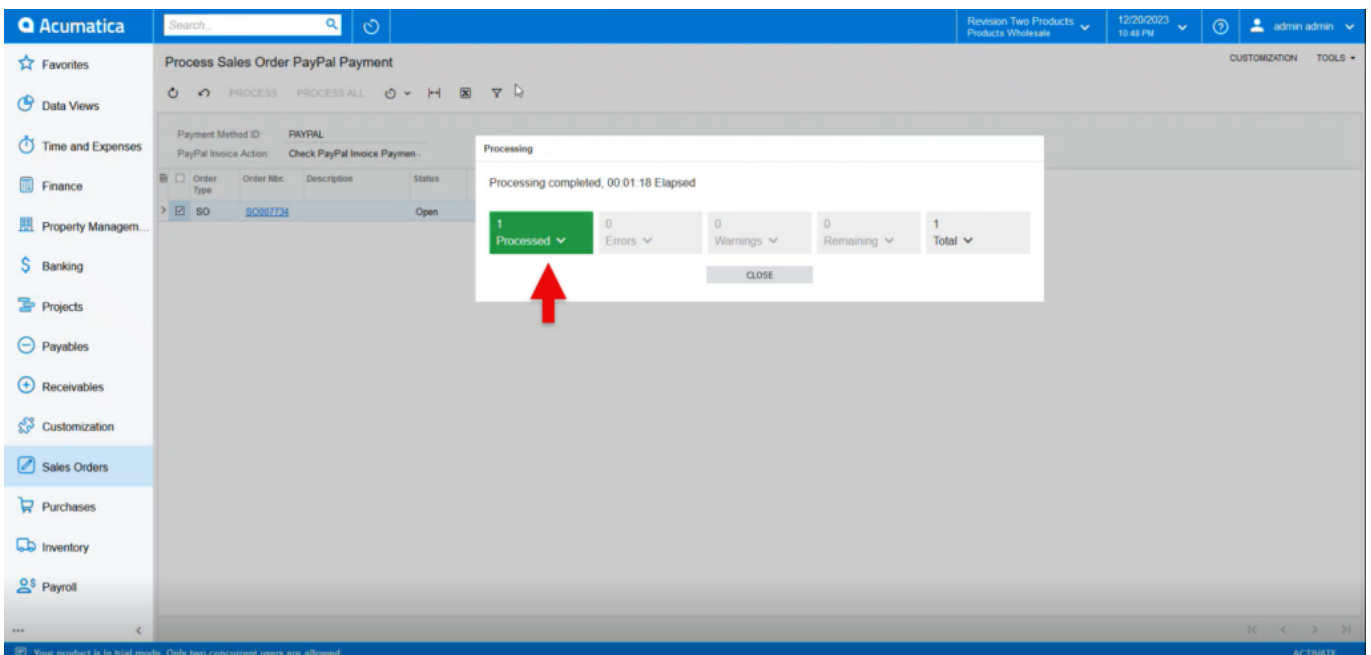 Acumatica
Search...
Revision Two Products
Products Wholesale
12/20/2023
10:48 PM
admin admin
Favorites
Data Views
Time and Expenses
Finance
Property Managem...
Banking
Projects
Payables
Receivables
Customization
Sales Orders
Purchases
Inventory
Payroll
Process Sales Order PayPal Payment
CUSTOMIZATION TOOLS
PROCESS PROCESS ALL
Payment Method ID: PAYPAL
PayPal Invoice Action: Check PayPal Invoice Paymen...
Order Type Order Nbr. Description Status
SO SO007734 Open
Processing
Processing completed, 00:01:18 Elapsed
1 0 0 0 1
Processed Errors Warnings Remaining Total
CLOSE
Your product is in trial mode. Only two concurrent users are allowed.
ACTIVATE